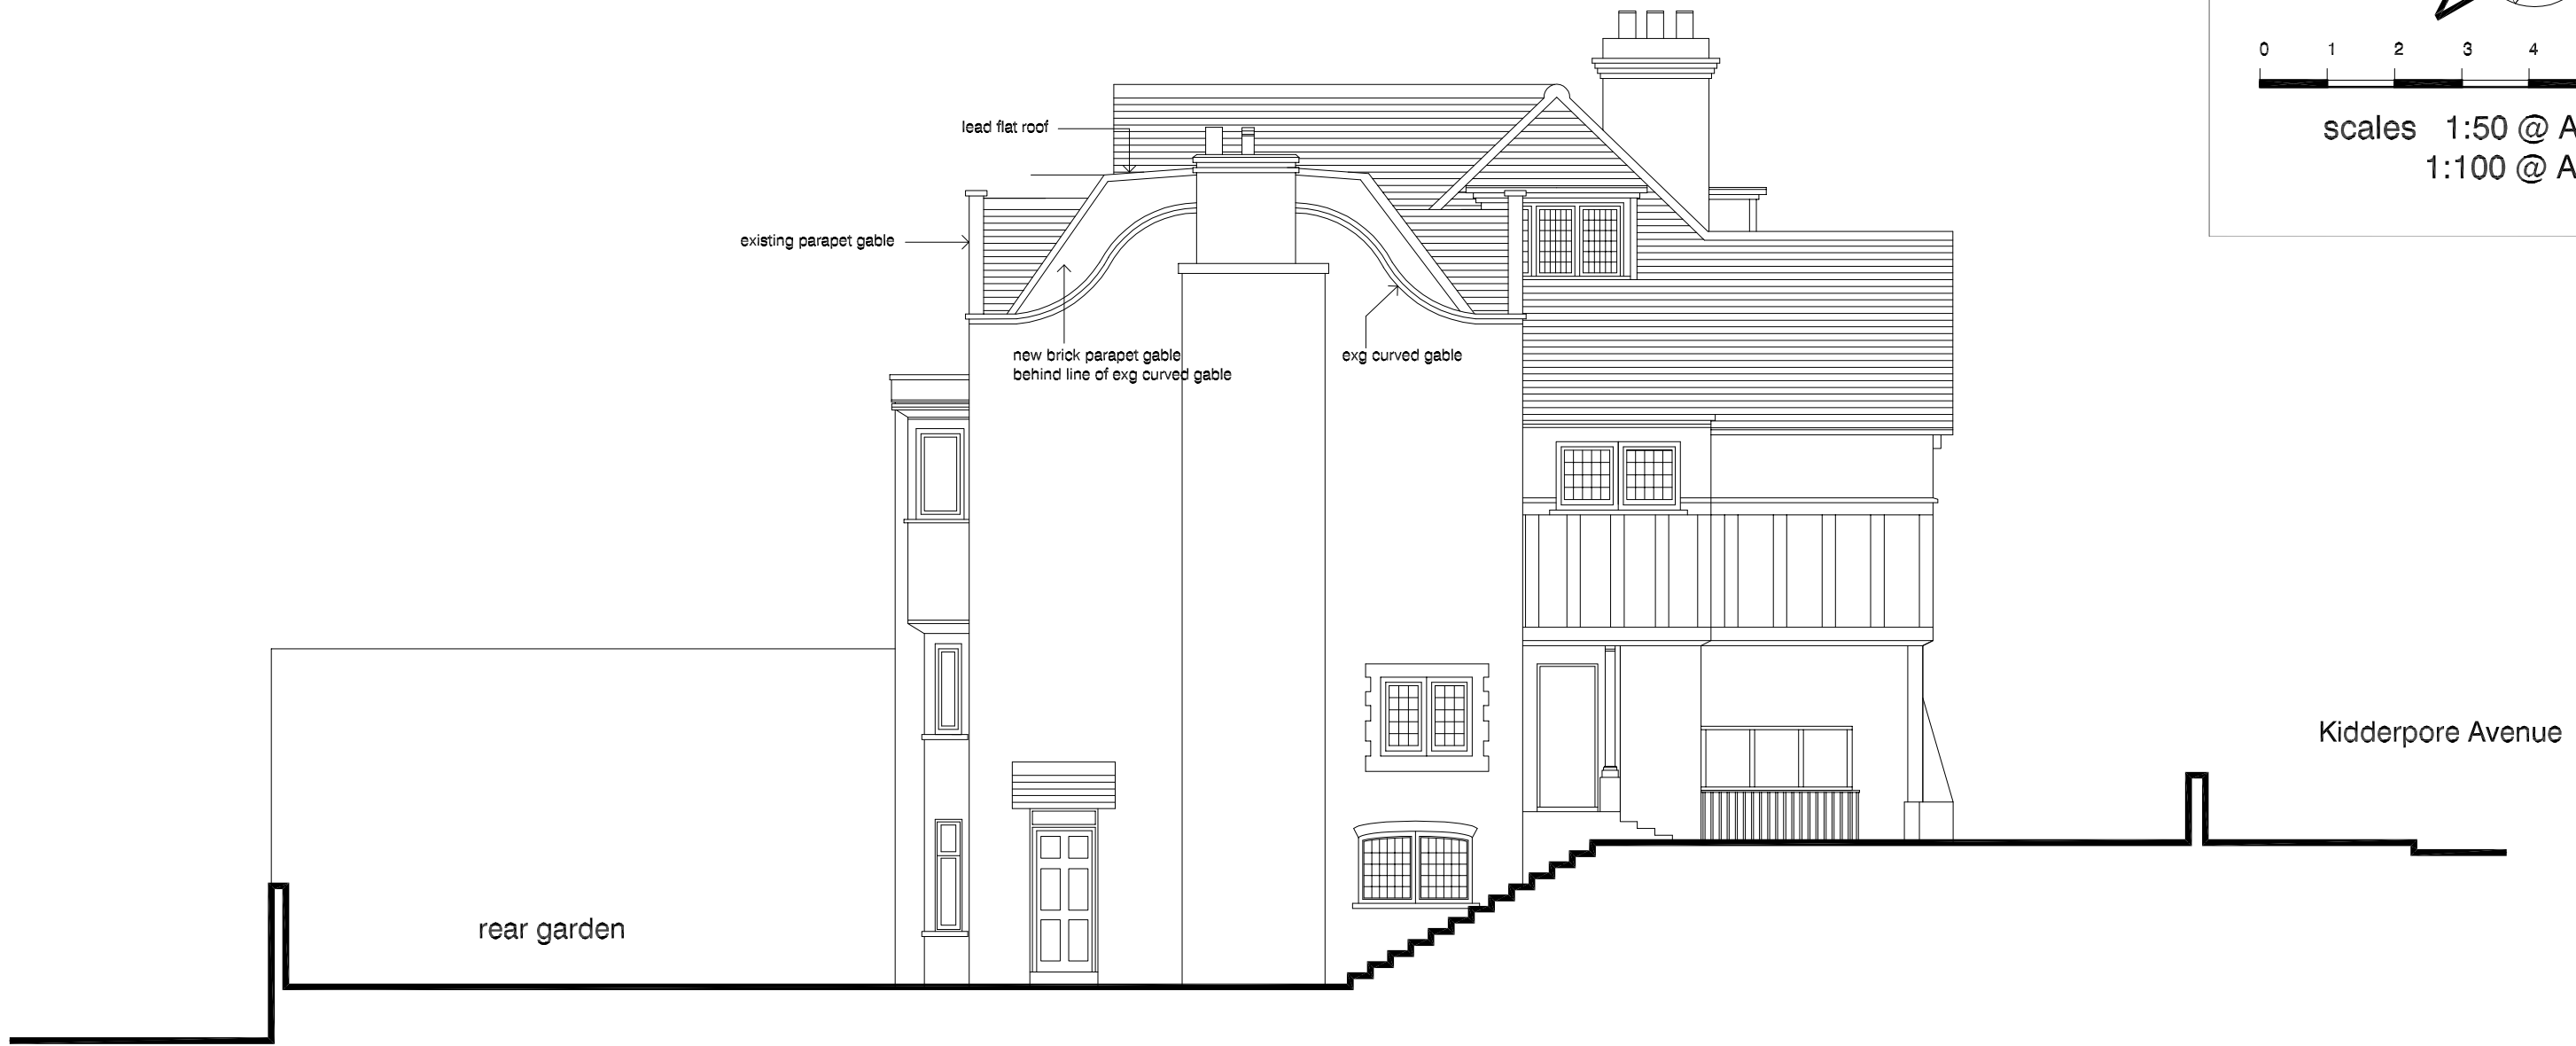 0 1 2 3 4
scales 1:50 @ A
1:100 @ A
lead flat roof
existing parapet gable
new brick parapet gable
behind line of exg curved gable
exg curved gable
Kidderpore Avenue
rear garden